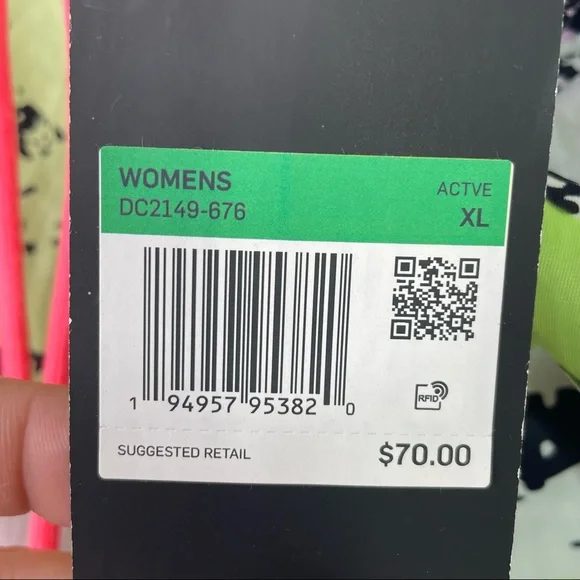 WOMENS
DC2149-676
ACTVE
XL
1 94957 95382 0
RFID
SUGGESTED RETAIL
$70.00